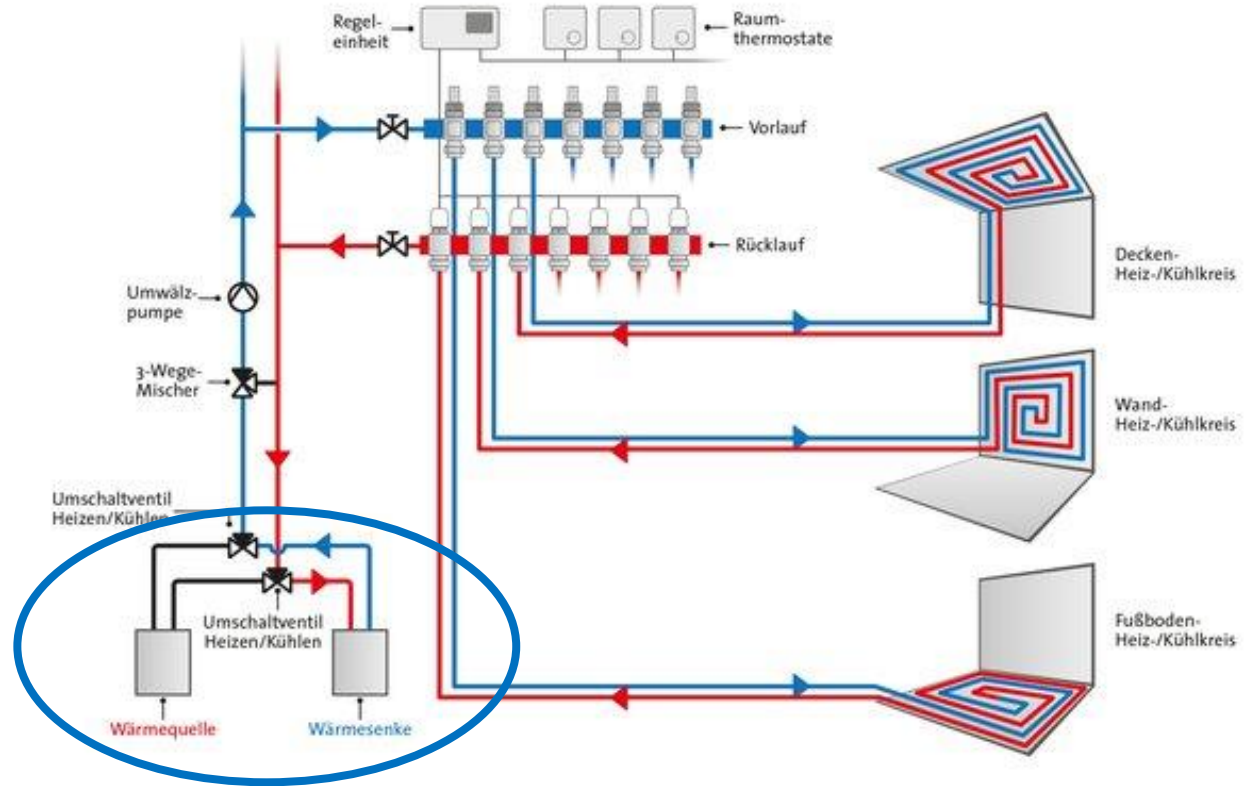 Regel-
einheit
Raum-
thermostate
Vorlauf
Rücklauf
Decken-
Heiz-/Kühlkreis
Umwälz-
pumpe
3-Wege-
Mischer
Wand-
Heiz-/Kühlkreis
Umschaltventil
Heizen/Kühlen
Umschaltventil
Heizen/Kühlen
Fußboden-
Heiz-/Kühlkreis
Wärmequelle
Wärmesenke